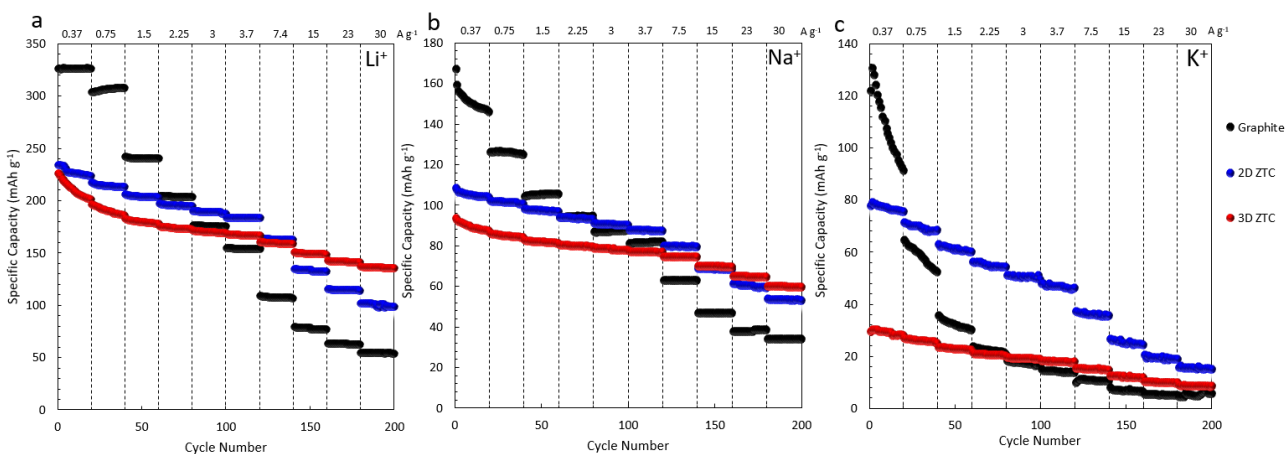 a
0.37 0.75 1.5 2.25 3 3.7 7.4 15 23 30 A g⁻¹
Li⁺
350
300
250
200
150
100
50
0
Specific Capacity (mAh g⁻¹)
0 50 100 150 200
Cycle Number
b
0.37 0.75 1.5 2.25 3 3.7 7.5 15 23 30 A g⁻¹
Na⁺
180
160
140
120
100
80
60
40
20
0
Specific Capacity (mAh g⁻¹)
0 50 100 150 200
Cycle Number
c
0.37 0.75 1.5 2.25 3 3.7 7.5 15 23 30 A g⁻¹
K⁺
140
120
100
80
60
40
20
0
Specific Capacity (mAh g⁻¹)
0 50 100 150 200
Cycle Number
Graphite
2D ZTC
3D ZTC